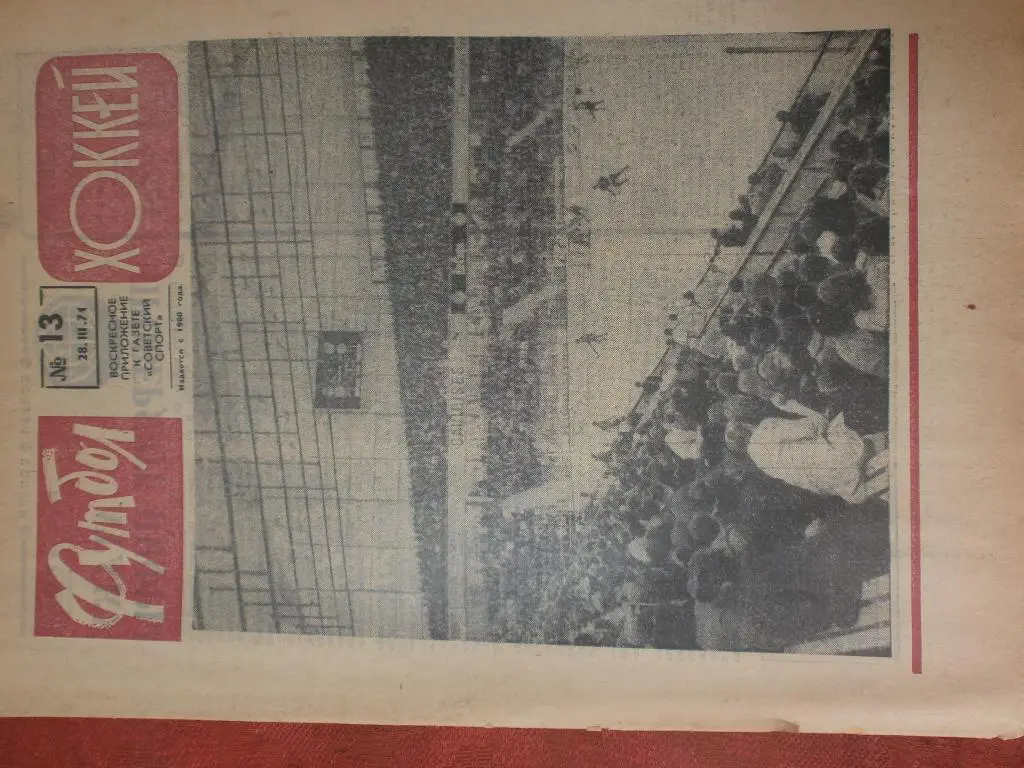 Футбол
№ 13
28.III.71
ВОСКРЕСНОЕ
ПРИЛОЖЕНИЕ
К ГАЗЕТЕ
«СОВЕТСКИЙ
СПОРТ»
Издается с 1960 года.
ХОККЕЙ